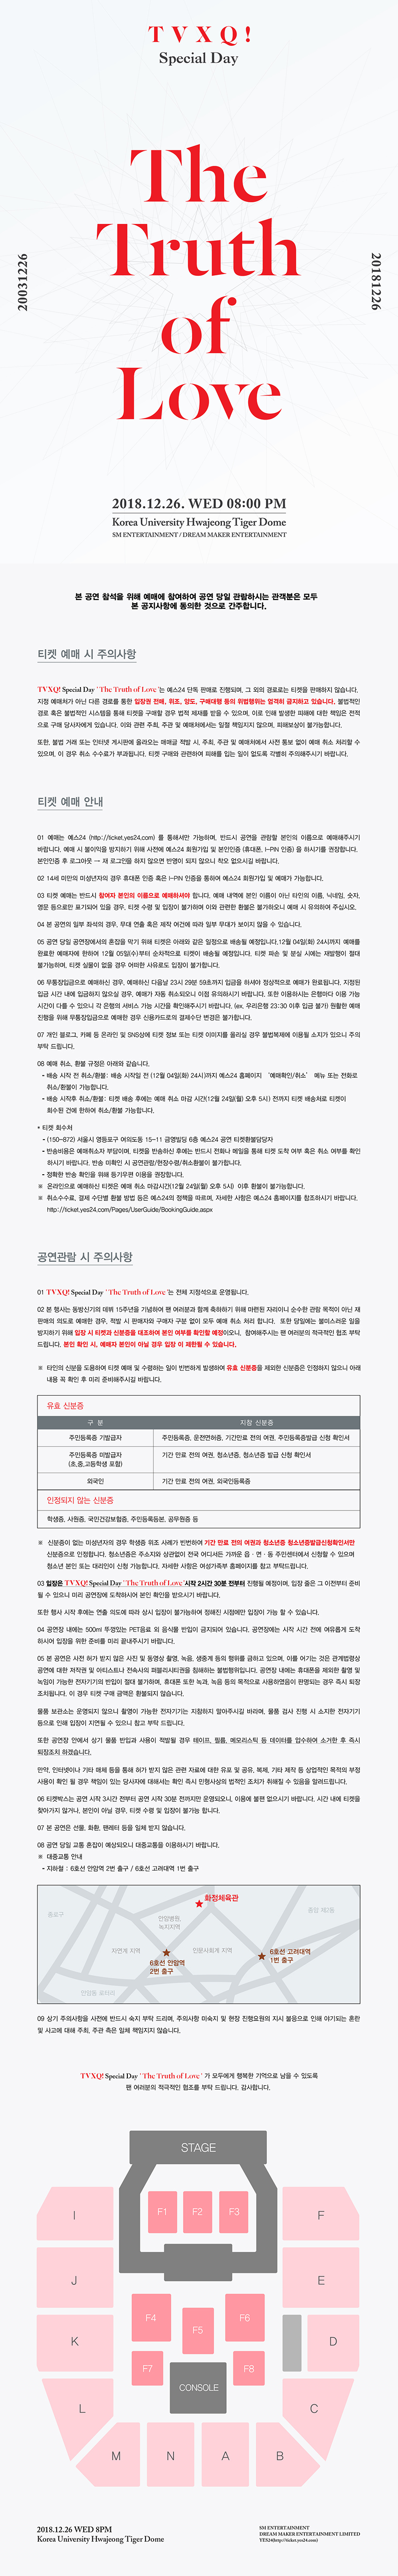 TVXQ!
Special Day
The
Truth
of
Love
20031226
20181226
2018.12.26. WED 08:00 PM
Korea University Hwajeong Tiger Dome
SM ENTERTAINMENT / DREAM MAKER ENTERTAINMENT
본 공연 참석을 위해 예매에 참여하여 공연 당일 관람하시는 관객분은 모두
본 공지사항에 동의한 것으로 간주합니다.
티켓 예매 시 주의사항
TVXQ! Special Day ‘The Truth of Love’는 예스24 단독 판매로 진행되며, 그 외의 경로로는 티켓을 판매하지 않습니다.
지정 예매처가 아닌 다른 경로를 통한 입장권 전매, 위조, 양도, 구매대행 등의 위법행위는 엄격히 금지하고 있습니다. 불법적인
경로 혹은 불법적인 시스템을 통해 티켓을 구매할 경우 법적 제재를 받을 수 있으며, 이로 인해 발생한 피해에 대한 책임은 전적
으로 구매 당사자에게 있습니다. 이와 관련 주최, 주관 및 예매처에서는 일체 책임지지 않으며, 피해보상이 불가능합니다.
또한, 불법 거래 또는 인터넷 게시판에 올라오는 매매글 적발 시, 주최, 주관 및 예매처에서 사전 통보 없이 예매 취소 처리할 수
있으며, 이 경우 취소 수수료가 부과됩니다. 티켓 구매와 관련하여 피해를 입는 일이 없도록 각별히 주의해주시기 바랍니다.
티켓 예매 안내
01 예매는 예스24 (http://ticket.yes24.com) 를 통해서만 가능하며, 반드시 공연을 관람할 본인의 이름으로 예매해주시기
바랍니다. 예매 시 불이익을 방지하기 위해 사전에 예스24 회원가입 및 본인인증 (휴대폰, I-PIN 인증) 을 하시기를 권장합니다.
본인인증 후 로그아웃 → 재 로그인을 하지 않으면 반영이 되지 않으니 착오 없으시길 바랍니다.
02 14세 미만의 미성년자의 경우 휴대폰 인증 혹은 I-PIN 인증을 통하여 예스24 회원가입 및 예매가 가능합니다.
03 티켓 예매는 반드시 참여자 본인의 이름으로 예매하셔야 합니다. 예매 내역에 본인 이름이 아닌 타인의 이름, 닉네임, 숫자,
영문 등으로만 표기되어 있을 경우, 티켓 수령 및 입장이 불가하며 이와 관련한 환불은 불가하오니 예매 시 유의하여 주십시오.
04 본 공연의 일부 좌석의 경우, 무대 연출 혹은 제작 여건에 따라 일부 무대가 보이지 않을 수 있습니다.
05 공연 당일 공연장에서의 혼잡을 막기 위해 티켓은 아래와 같은 일정으로 배송될 예정입니다.12월 04일(화) 24시까지 예매를
완료한 예매자에 한하여 12월 05일(수)부터 순차적으로 티켓이 배송될 예정입니다. 티켓 파손 및 분실 시에는 재발행이 절대
불가능하며, 티켓 실물이 없을 경우 어떠한 사유로도 입장이 불가합니다.
06 무통장입금으로 예매하신 경우, 예매하신 다음날 23시 29분 59초까지 입금을 하셔야 정상적으로 예매가 완료됩니다. 지정된
입금 시간 내에 입금하지 않으실 경우, 예매가 자동 취소되오니 이점 유의하시기 바랍니다. 또한 이용하시는 은행마다 이용 가능
시간이 다를 수 있으니 각 은행의 서비스 가능 시간을 확인해주시기 바랍니다. (ex. 우리은행 23:30 이후 입금 불가) 원활한 예매
진행을 위해 무통장입금으로 예매한 경우 신용카드로의 결제수단 변경은 불가합니다.
07 개인 블로그, 카페 등 온라인 및 SNS상에 티켓 정보 또는 티켓 이미지를 올리실 경우 불법복제에 이용될 소지가 있으니 주의
부탁 드립니다.
08 예매 취소, 환불 규정은 아래와 같습니다.
- 배송 시작 전 취소/환불 : 배송 시작일 전 (12월 04일(화) 24시)까지 예스24 홈페이지 ‘예매확인/취소’ 메뉴 또는 전화로
취소/환불이 가능합니다.
- 배송 시작후 취소/환불 : 티켓 배송 후에는 예매 취소 마감 시간(12월 24일(월) 오후 5시) 전까지 티켓 배송처로 티켓이
회수된 건에 한하여 취소/환불 가능합니다.
* 티켓 회수처
- (150-872) 서울시 영등포구 여의도동 15-11 금영빌딩 6층 예스24 공연 티켓환불담당자
- 반송비용은 예매취소자 부담이며, 티켓을 반송하신 후에는 반드시 전화나 메일을 통해 티켓 도착 여부 혹은 취소 여부를 확인
하시기 바랍니다. 반송 미확인 시 공연관람/현장수령/취소환불이 불가합니다.
- 정확한 반송 확인을 위해 등기우편 이용을 권장합니다.
※ 온라인으로 예매하신 티켓은 예매 취소 마감시간(12월 24일(월) 오후 5시) 이후 환불이 불가능합니다.
※ 취소수수료, 결제 수단별 환불 방법 등은 예스24의 정책을 따르며, 자세한 사항은 예스24 홈페이지를 참조하시기 바랍니다.
http://ticket.yes24.com/Pages/UserGuide/BookingGuide.aspx
공연관람 시 주의사항
01 TVXQ! Special Day ‘The Truth of Love’는 전체 지정석으로 운영됩니다.
02 본 행사는 동방신기의 데뷔 15주년을 기념하여 팬 여러분과 함께 축하하기 위해 마련된 자리이니 순수한 관람 목적이 아닌 재
판매의 의도로 예매한 경우, 적발 시 판매자와 구매자 구분 없이 모두 예매 취소 처리 합니다. 또한 당일에는 불미스러운 일을
방지하기 위해 입장 시 티켓과 신분증을 대조하여 본인 여부를 확인할 예정이오니, 참여해주시는 팬 여러분의 적극적인 협조 부탁
드립니다. 본인 확인 시, 예매자 본인이 아닐 경우 입장 이 제한될 수 있습니다.
※ 타인의 신분을 도용하여 티켓 예매 및 수령하는 일이 빈번하게 발생하여 유효 신분증을 제외한 신분증은 인정하지 않으니 아래
내용 꼭 확인 후 미리 준비해주시길 바랍니다.
유효 신분증
구 분
지참 신분증
주민등록증 기발급자
주민등록증, 운전면허증, 기간만료 전의 여권, 주민등록증발급 신청 확인서
주민등록증 미발급자
(초,중,고등학생 포함)
기간 만료 전의 여권, 청소년증, 청소년증 발급 신청 확인서
외국인
기간 만료 전의 여권, 외국인등록증
인정되지 않는 신분증
학생증, 사원증, 국민건강보험증, 주민등록등본, 공무원증 등
※ 신분증이 없는 미성년자의 경우 학생증 위조 사례가 빈번하여 기간 만료 전의 여권과 청소년증 청소년증발급신청확인서만
신분증으로 인정합니다. 청소년증은 주소지와 상관없이 전국 어디서든 가까운 읍 · 면 · 동 주민센터에서 신청할 수 있으며
청소년 본인 또는 대리인이 신청 가능합니다. 자세한 사항은 여성가족부 홈페이지를 참고 부탁드립니다.
03 입장은 TVXQ! Special Day ‘The Truth of Love’시작 2시간 30분 전부터 진행될 예정이며, 입장 줄은 그 이전부터 준비
될 수 있으니 미리 공연장에 도착하셔서 본인 확인을 받으시기 바랍니다.
또한 행사 시작 후에는 연출 의도에 따라 상시 입장이 불가능하며 정해진 시점에만 입장이 가능 할 수 있습니다.
04 공연장 내에는 500ml 뚜껑있는 PET음료 외 음식물 반입이 금지되어 있습니다. 공연장에는 시작 시간 전에 여유롭게 도착
하시어 입장을 위한 준비를 미리 끝내주시기 바랍니다.
05 본 공연은 사전 허가 받지 않은 사진 및 동영상 촬영, 녹음, 생중계 등의 행위를 금하고 있으며, 이를 어기는 것은 관계법령상
공연에 대한 저작권 및 아티스트나 전속사의 퍼블리시티권을 침해하는 불법행위입니다. 공연장 내에는 휴대폰을 제외한 촬영 및
녹임이 가능한 전자기기의 반입이 절대 불가하며, 휴대폰 또한 녹과, 녹음 등의 목적으로 사용하였음이 판명되는 경우 즉시 퇴장
조치됩니다. 이 경우 티켓 구매 금액은 환불되지 않습니다.
물품 보관소는 운영되지 않으니 촬영이 가능한 전자기기는 지참하지 말아주시길 바라며, 물품 검사 진행 시 소지한 전자기기
등으로 인해 입장이 지연될 수 있으니 참고 부탁 드립니다.
또한 공연장 안에서 상기 물품 반입과 사용이 적발될 경우 테이프, 필름, 메모리스틱 등 데이터를 압수하여 소거한 후 즉시
퇴장조치 하겠습니다.
만약, 인터넷이나 기타 매체 등을 통해 허가 받지 않은 관련 자료에 대한 유포 및 공유, 복제, 기타 제작 등 상업적인 목적의 부정
사용이 확인 될 경우 책임이 있는 당사자에 대해서는 확인 즉시 민형사상의 법적인 조치가 취해질 수 있음을 알려드립니다.
06 티켓박스는 공연 시작 3시간 전부터 공연 시작 30분 전까지만 운영되오니, 이용에 불편 없으시기 바랍니다. 시간 내에 티켓을
찾아가지 않거나, 본인이 아닐 경우, 티켓 수령 및 입장이 불가능 합니다.
07 본 공연은 선물, 화환, 팬레터 등을 일체 받지 않습니다.
08 공연 당일 교통 혼잡이 예상되오니 대중교통을 이용하시기 바랍니다.
※ 대중교통 안내
- 지하철 : 6호선 안암역 2번 출구 / 6호선 고려대역 1번 출구
화정체육관
종로구
종암 제2동
안암병원,
녹지지역
자연계 지역
인문사회계 지역
6호선 안암역
2번 출구
6호선 고려대역
1번 출구
안암동 로터리
09 상기 주의사항을 사전에 반드시 숙지 부탁 드리며, 주의사항 미숙지 및 현장 진행요원의 지시 불응으로 인해 야기되는 혼란
및 사고에 대해 주최, 주관 측은 일체 책임지지 않습니다.
TVXQ! Special Day ‘The Truth of Love’ 가 모두에게 행복한 기억으로 남을 수 있도록
팬 여러분의 적극적인 협조를 부탁 드립니다. 감사합니다.
STAGE
F1 F2 F3
I
F
J
E
F4 F5 F6
K
D
F7 F8
CONSOLE
L
C
M N A B
2018.12.26 WED 8PM
Korea University Hwaejong Tiger Dome
SM ENTERTAINMENT
DREAM MAKER ENTERTAINMENT LIMITED
YES24(http://ticket.yes24.com)